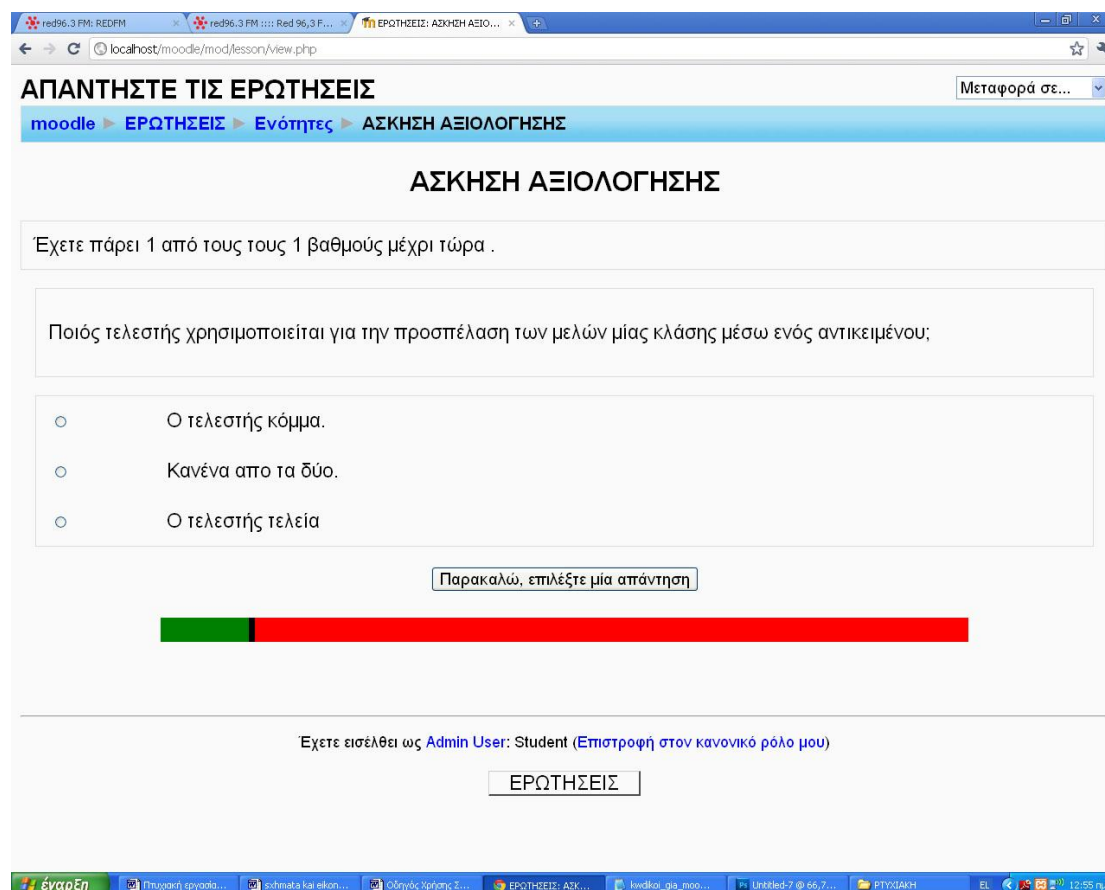 red96.3 FM: REDFM
red96.3 FM :::: Red 96,3 F...
ΕΡΩΤΗΣΕΙΣ: ΑΣΚΗΣΗ ΑΞΙΟ...
localhost/moodle/mod/lesson/view.php
ΑΠΑΝΤΗΣΤΕ ΤΙΣ ΕΡΩΤΗΣΕΙΣ
Μεταφορά σε...
moodle ► ΕΡΩΤΗΣΕΙΣ ► Ενότητες ► ΑΣΚΗΣΗ ΑΞΙΟΛΟΓΗΣΗΣ
ΑΣΚΗΣΗ ΑΞΙΟΛΟΓΗΣΗΣ
Έχετε πάρει 1 από τους τους 1 βαθμούς μέχρι τώρα .
Ποιός τελεστής χρησιμοποιείται για την προσπέλαση των μελών μίας κλάσης μέσω ενός αντικειμένου;
Ο τελεστής κόμμα.
Κανένα απο τα δύο.
Ο τελεστής τελεία
Παρακαλώ, επιλέξτε μία απάντηση
Έχετε εισέλθει ως Admin User: Student (Επιστροφή στον κανονικό ρόλο μου)
ΕΡΩΤΗΣΕΙΣ
έναρξη
Πτυχιακή εργασία...
sxhmata kai eikon...
Οδηγός Χρήσης Σ...
ΕΡΩΤΗΣΕΙΣ: ΑΣΚ...
kwdikoi_gia_moo...
Untitled-7 @ 66,7...
PTYXIAKH
EL
12:55 πμ